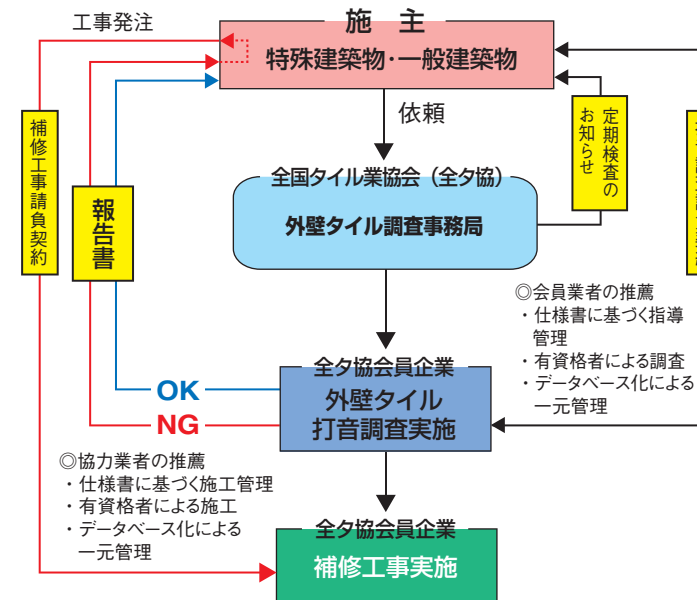 工事発注
施 主
特殊建築物・一般建築物
依頼
定期検査の
お知らせ
補修工事請負契約
報告書
全国タイル業協会(全タ協)
外壁タイル調査事務局
◎会員業者の推薦
・仕様書に基づく指導
管理
・有資格者による調査
・データベース化による
一元管理
全タ協会員企業
外壁タイル
打音調査実施
OK
NG
◎協力業者の推薦
・仕様書に基づく施工管理
・有資格者による施工
・データベース化による
一元管理
全タ協会員企業
補修工事実施